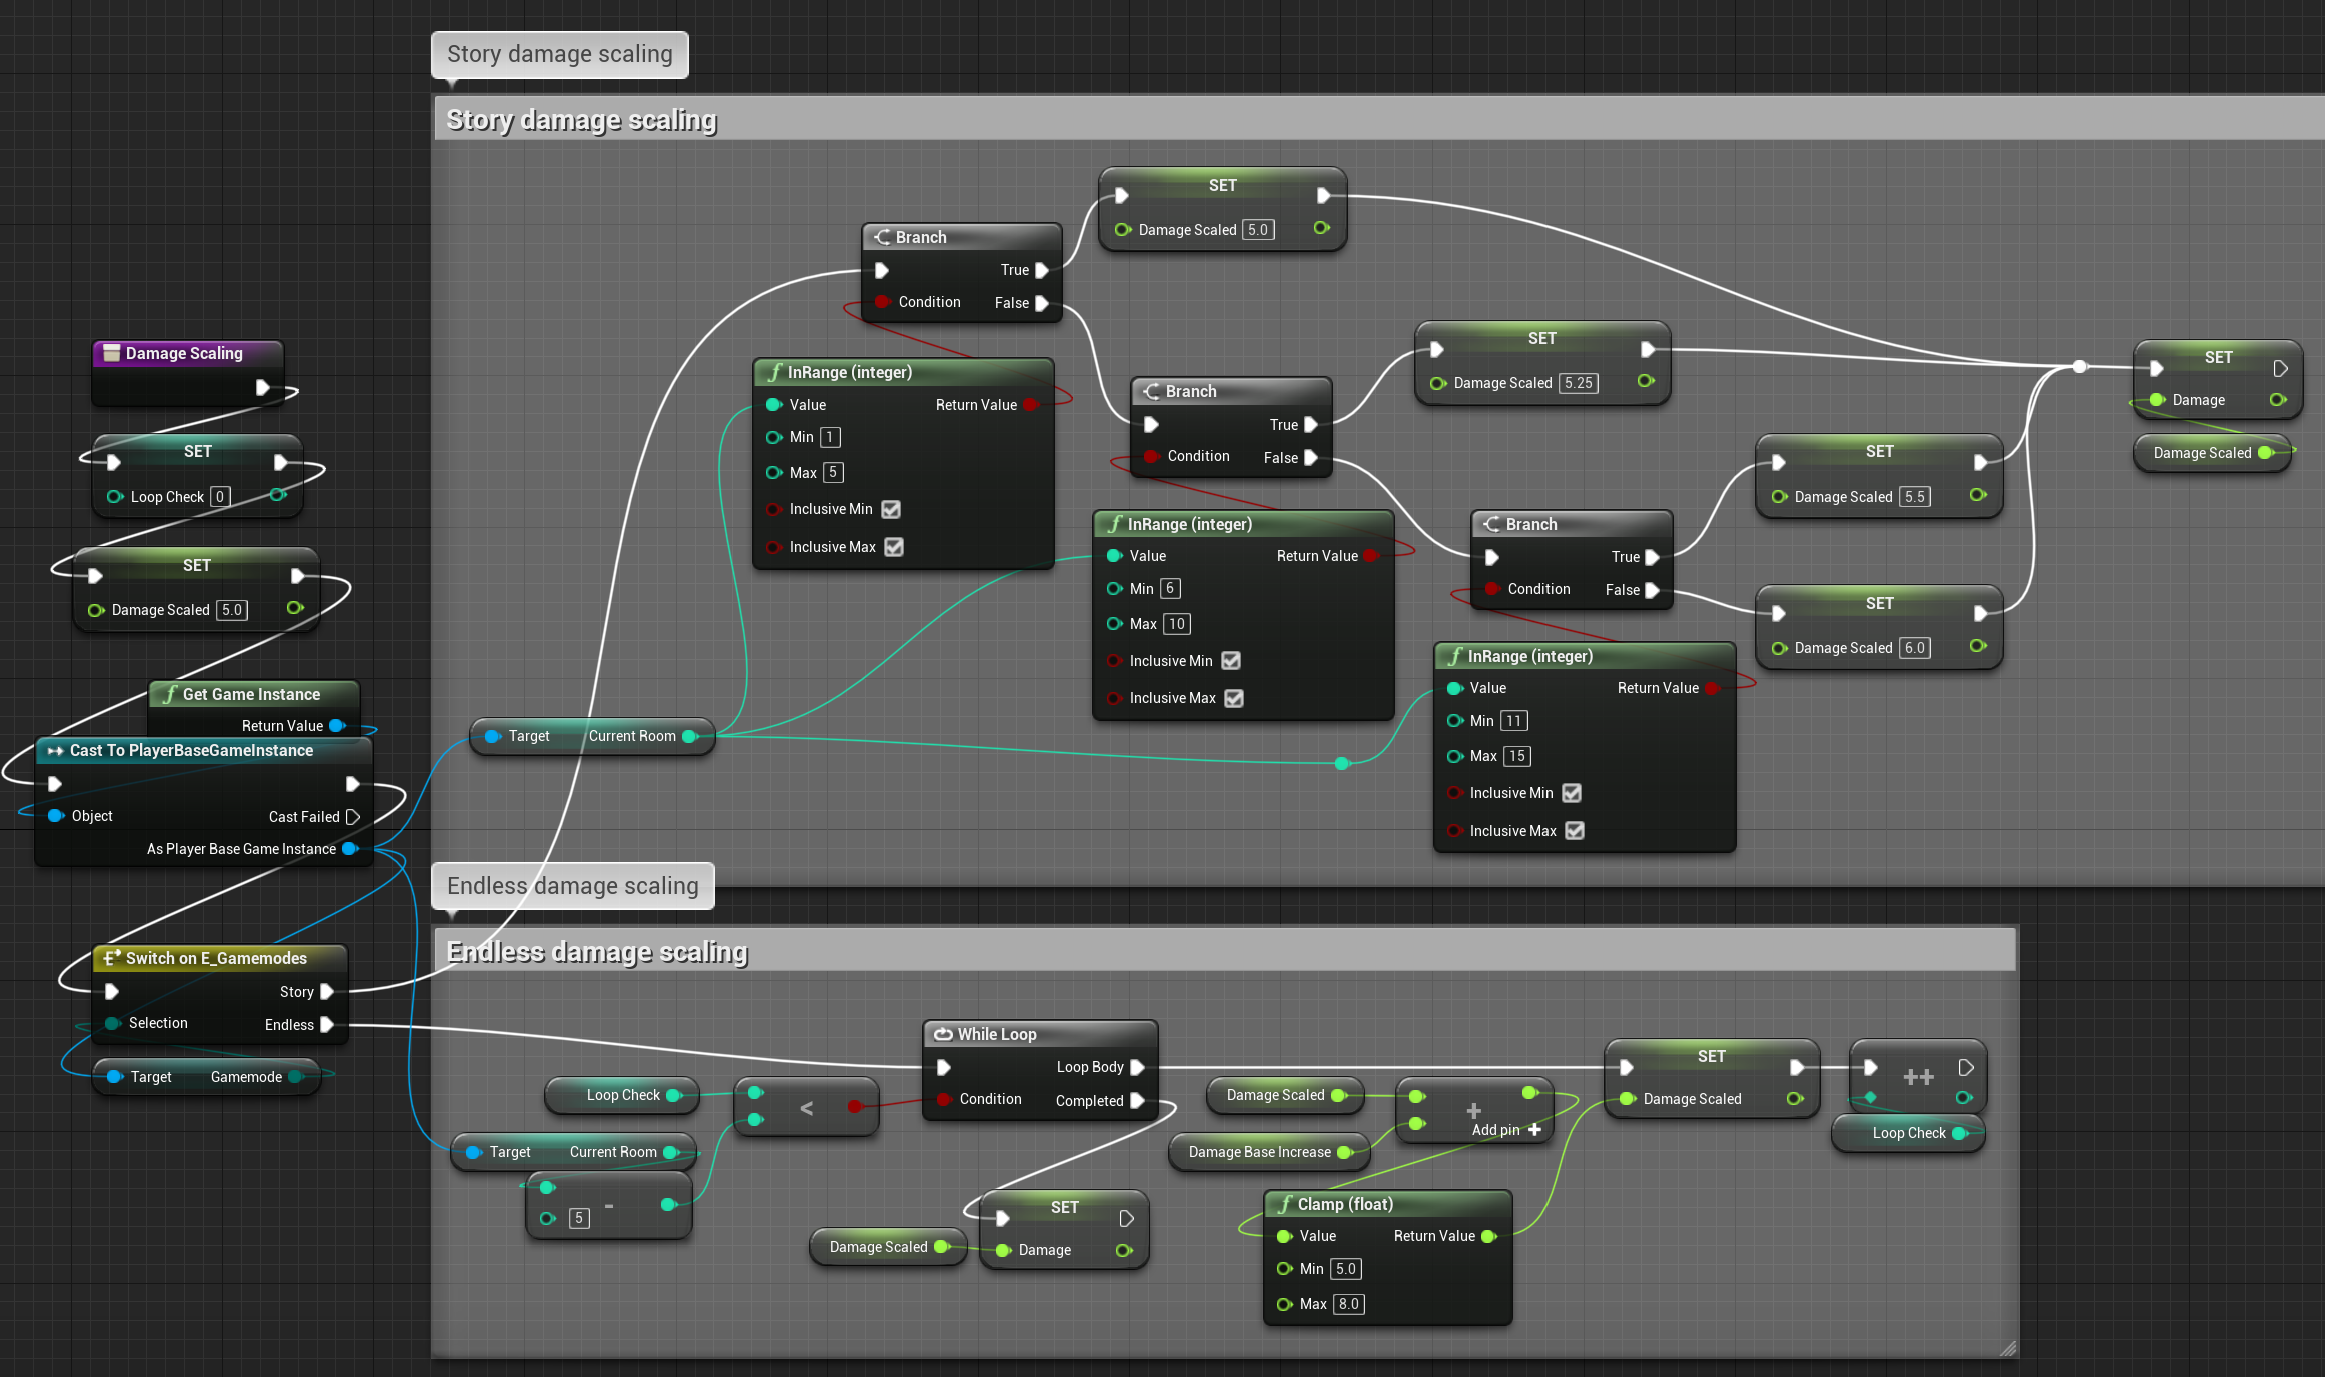 Story damage scaling
Story damage scaling
SET
Damage Scaled 5.0
Branch
True
Condition False
InRange (integer)
Value Return Value
Min 1
Max 5
Inclusive Min
Inclusive Max
SET
Damage Scaled 5.25
Branch
True
Condition False
InRange (integer)
Value Return Value
Min 6
Max 10
Inclusive Min
Inclusive Max
SET
Damage Scaled 5.5
Branch
True
Condition False
SET
Damage Scaled 6.0
InRange (integer)
Value Return Value
Min 11
Max 15
Inclusive Min
Inclusive Max
SET
Damage
Damage Scaled
Target Current Room
Damage Scaling
SET
Loop Check 0
SET
Damage Scaled 5.0
Get Game Instance
Return Value
Cast To PlayerBaseGameInstance
Object Cast Failed
As Player Base Game Instance
Switch on E_Gamemodes
Story
Selection Endless
Target Gamemode
Endless damage scaling
Endless damage scaling
While Loop
Loop Body
Condition Completed
Loop Check
<
Target Current Room
5 -
Damage Scaled
SET
Damage
Damage Scaled
Damage Base Increase
+
Add pin +
Clamp (float)
Value Return Value
Min 5.0
Max 8.0
SET
Damage Scaled
++
Loop Check